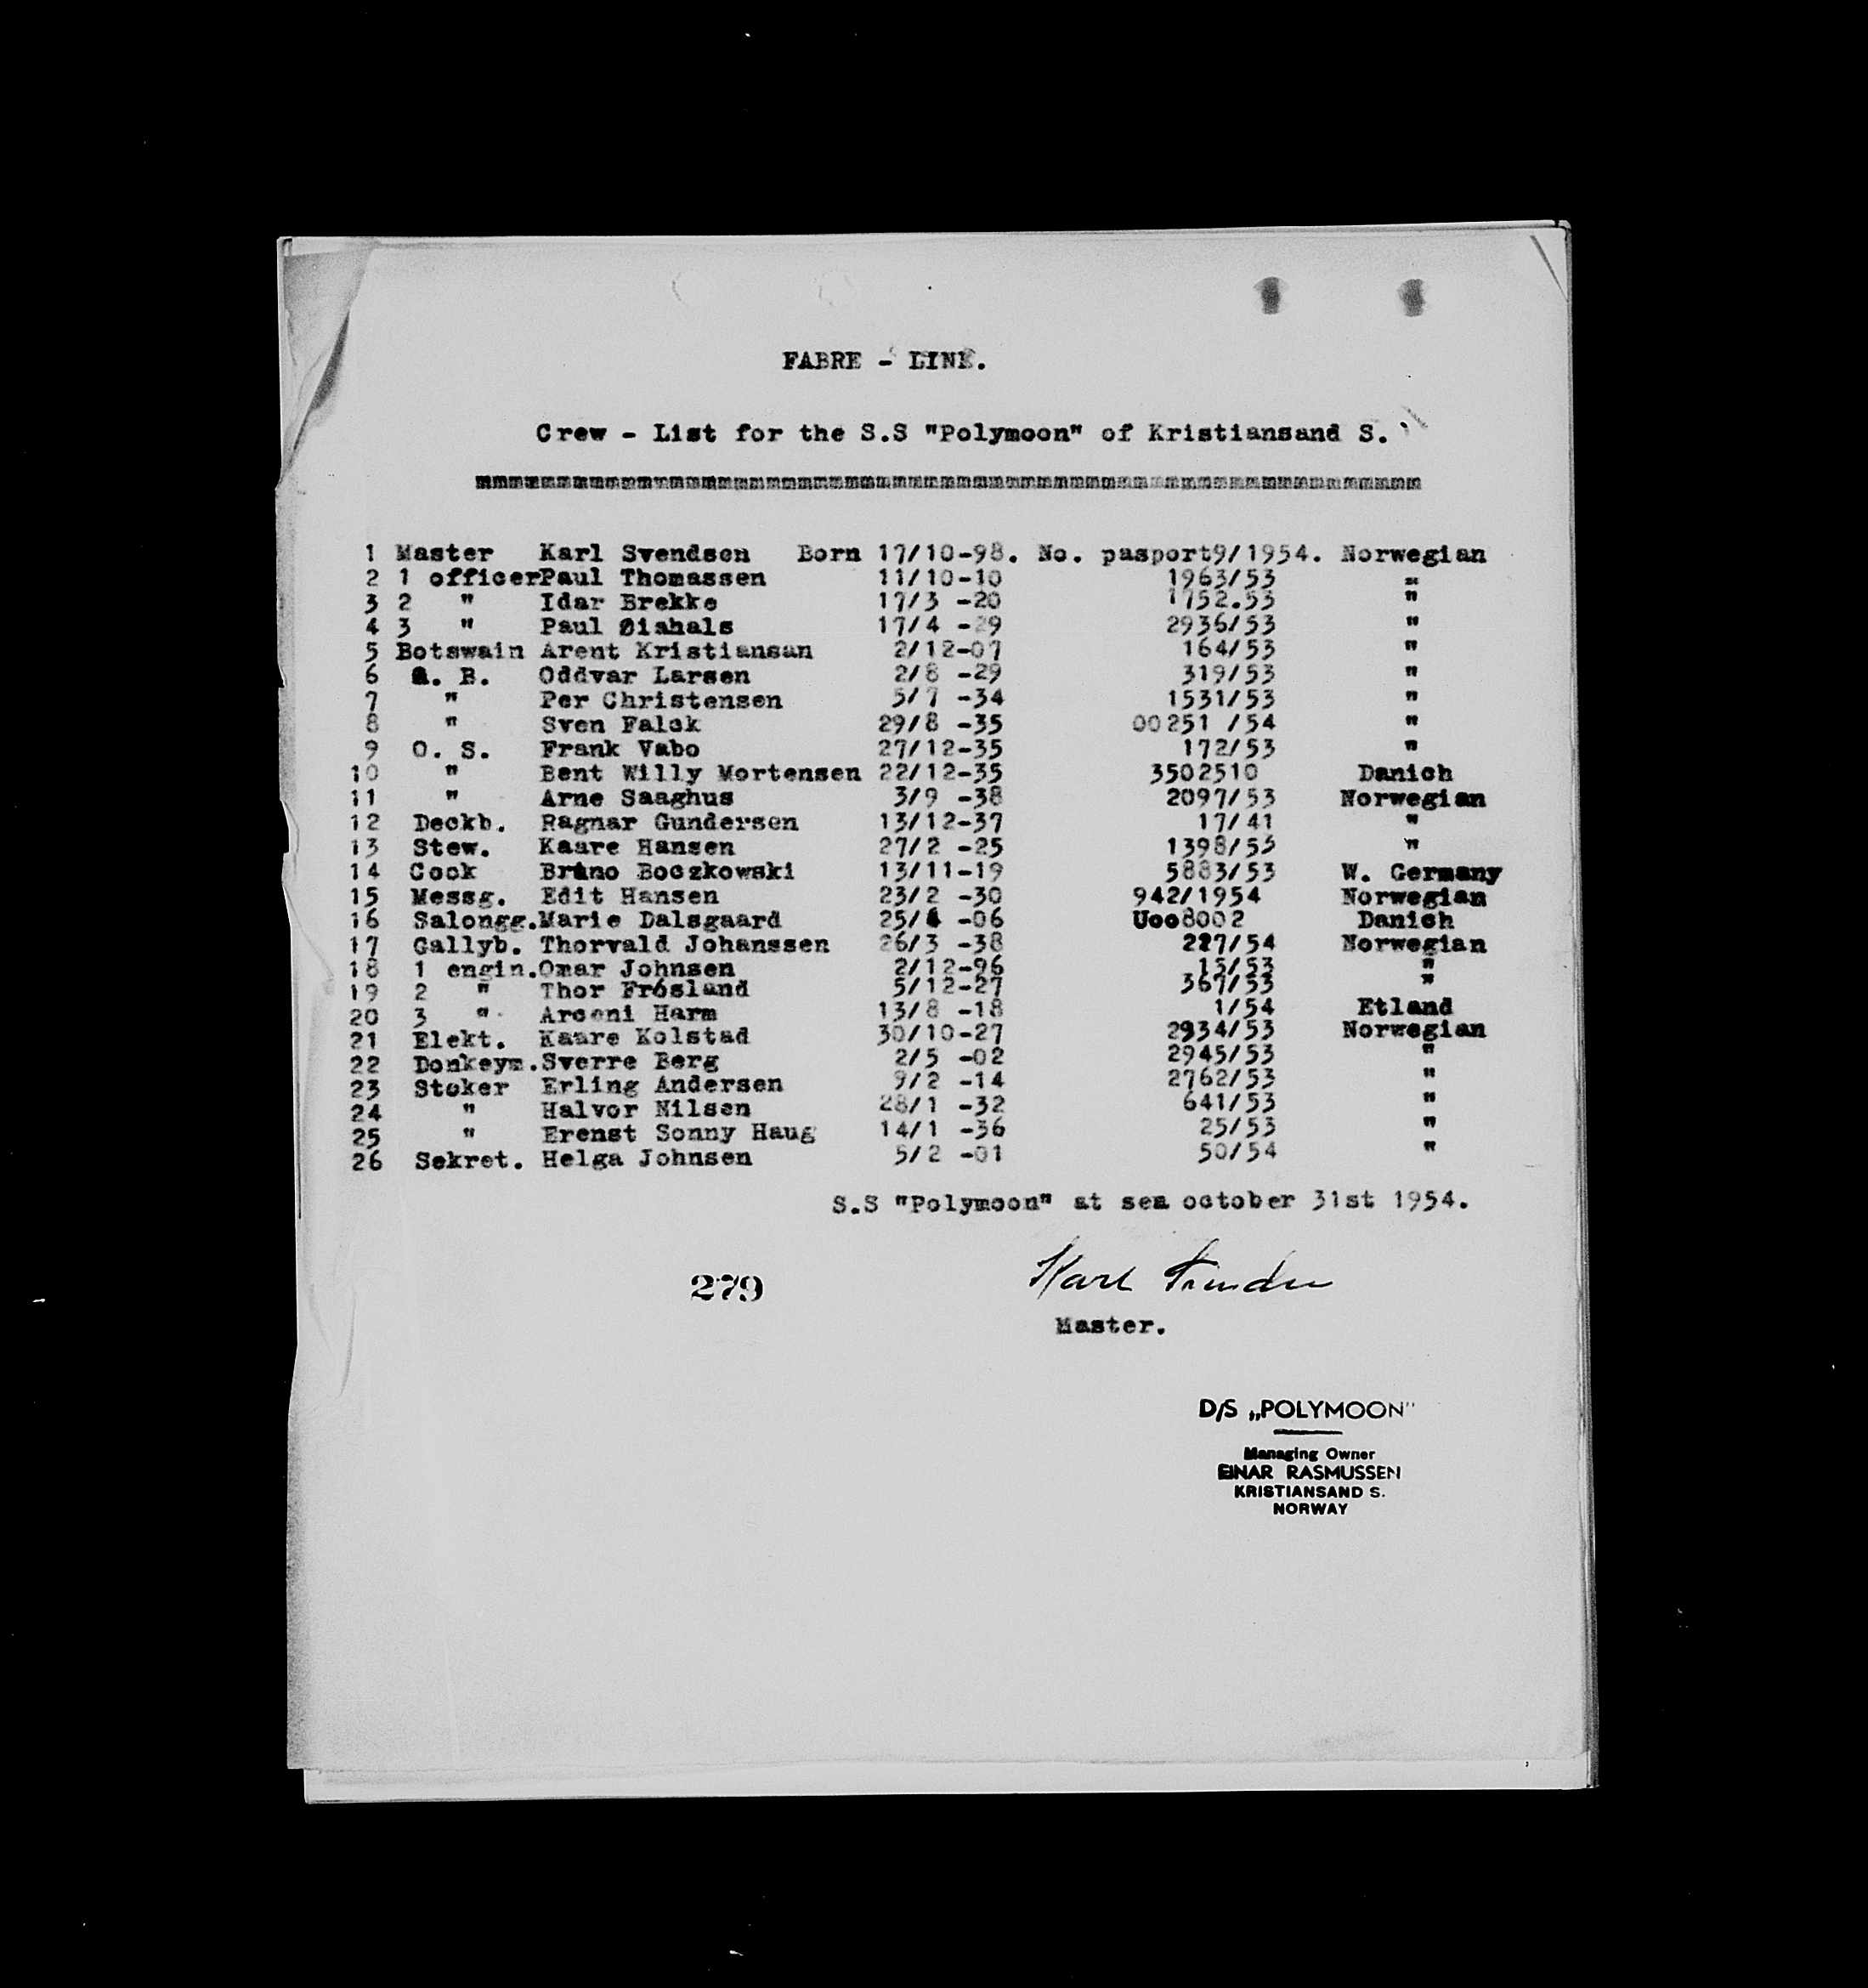 FABRE - LINE.
Crew - List for the S.S "Polymoon" of Kristiansand S.
1 Master Karl Svendsen Born 17/10-98. No. pasport9/1954. Norwegian
2 1 officerPaul Thomassen 11/10-10 1963/53 "
3 2 " Idar Brekke 17/3 -20 1752.53 "
4 3 " Paul Øishals 17/4 -29 2936/53 "
5 Botswain Arent Kristiansan 2/12-07 164/53 "
6 A. B. Oddvar Larsen 2/8 -29 319/53 "
7 " Per Christensen 5/7 -34 1531/53 "
8 " Sven Falck 29/8 -35 00251 /54 "
9 O. S. Frank Vabo 27/12-35 172/53 "
10 " Bent Willy Mortensen 22/12-35 3502510 Danich
11 " Arne Saaghus 3/9 -38 2097/53 Norwegian
12 Deckb. Ragnar Gundersen 13/12-37 17/41 "
13 Stew. Kaare Hansen 27/2 -25 1398/53 "
14 Cook Bruno Boczkowski 13/11-19 5883/53 W. Germany
15 Messg. Edit Hansen 23/2 -30 942/1954 Norwegian
16 Salongg.Marie Dalsgaard 25/4 -06 Uoo8002 Danich
17 Gallyb. Thorvald Johanssen 26/3 -38 227/54 Norwegian
18 1 engin.Omar Johnsen 2/12-96 15/53 "
19 2 " Thor Frósland 5/12-27 367/53 "
20 3 " Arceni Harm 13/8 -18 1/54 Etland
21 Elekt. Kaare Kolstad 30/10-27 2934/53 Norwegian
22 Donkeym.Sverre Berg 2/5 -02 2945/53 "
23 Stoker Erling Andersen 9/2 -14 2762/53 "
24 " Halvor Nilsen 28/1 -32 641/53 "
25 " Erenst Sonny Haug 14/1 -36 25/53 "
26 Sekret. Helga Johnsen 5/2 -01 50/54 "
S.S "Polymoon" at sea october 31st 1954.
279
Karl Svendsen
Master.
D/S „POLYMOON"
Managing Owner
EINAR RASMUSSEN
KRISTIANSAND S.
NORWAY